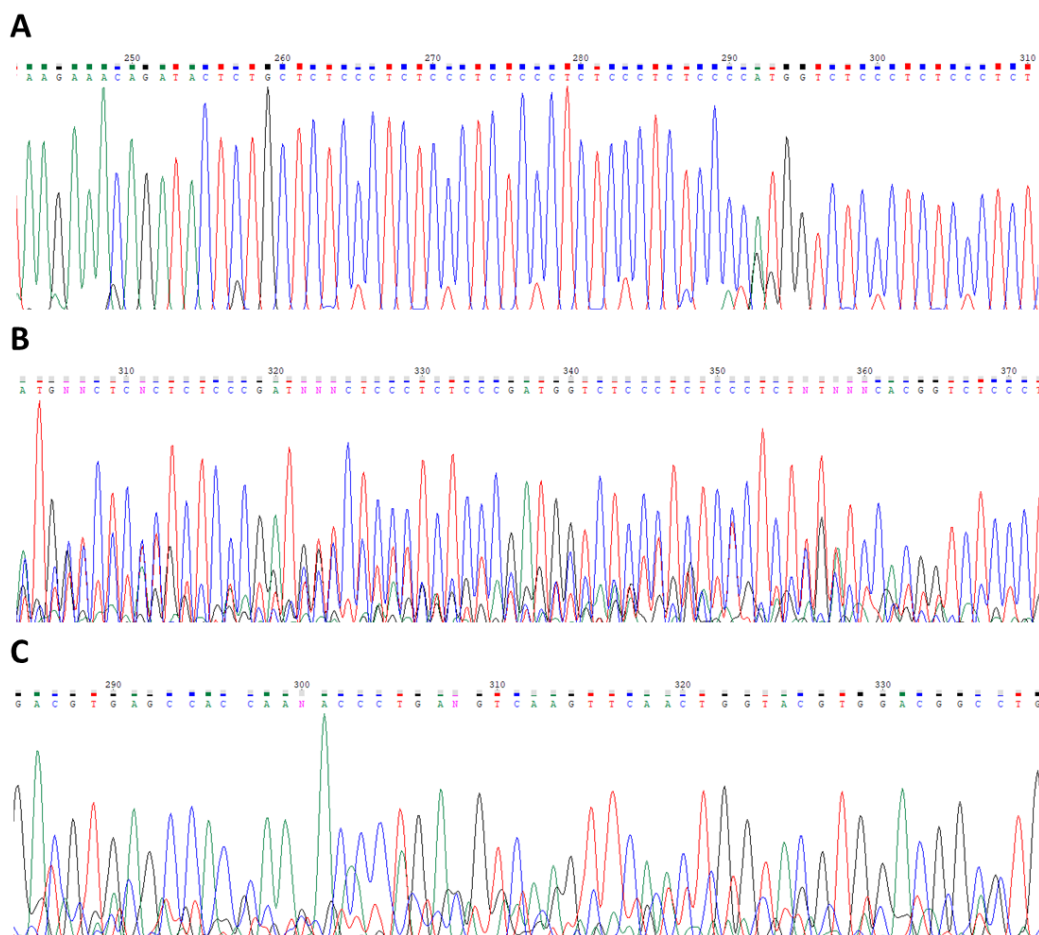 A
250 260 270 280 290 300 310
AAGAAACAGATACTCTGCTCTCCCTCTCCCTCTCCCTCTCCCTCTCCCCATGGTCTCCCTCTCCCTCT
B
310 320 330 340 350 360 370
ATGNNCTCNCTCTCCCGATNNNCTCCCTCTCCCGATGGTCTCCCTCTCCCTCTNTNNNCACGGTCTCCCT
C
290 300 310 320 330
GACGTGAGCCACCAANACCCTGANGTCAAGTTCAACTGGTACGTGGACGGCCTG